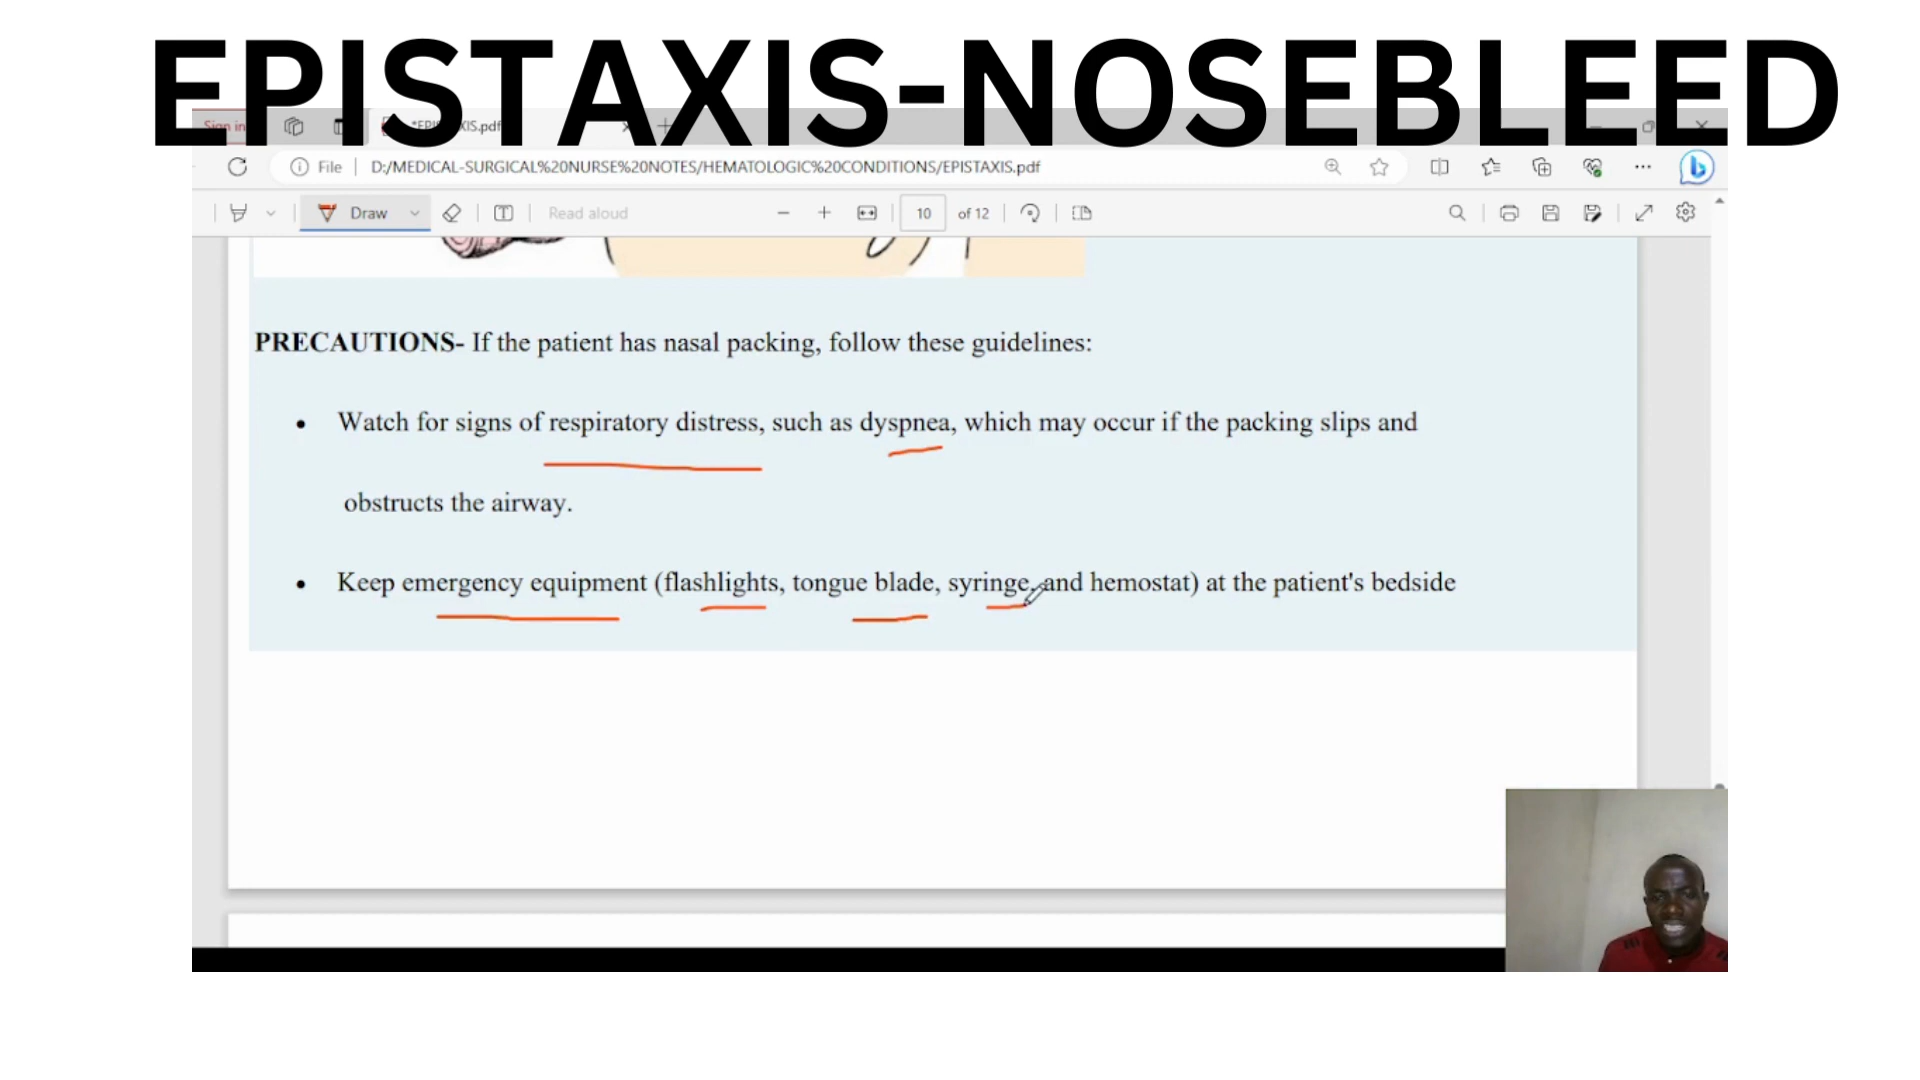 EPISTAXIS-NOSEBLEED
Sign in
File D:/MEDICAL-SURGICAL%20NURSE%20NOTES/HEMATOLOGIC%20CONDITIONS/EPISTAXIS.pdf
Draw Read aloud 10 of 12
PRECAUTIONS- If the patient has nasal packing, follow these guidelines:
• Watch for signs of respiratory distress, such as dyspnea, which may occur if the packing slips and
obstructs the airway.
• Keep emergency equipment (flashlights, tongue blade, syringe, and hemostat) at the patient's bedside